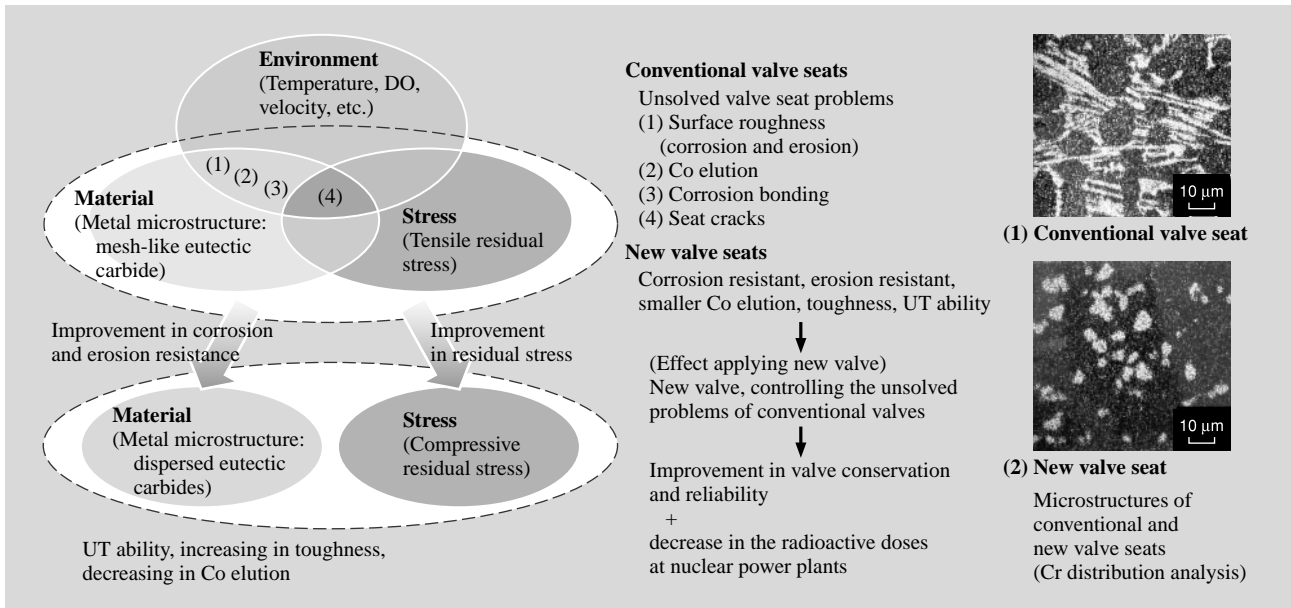 Environment
(Temperature, DO,
velocity, etc.)
(1)
(2)
(3)
(4)
Material
(Metal microstructure:
mesh-like eutectic
carbide)
Stress
(Tensile residual
stress)
Improvement in corrosion
and erosion resistance
Improvement
in residual stress
Material
(Metal microstructure:
dispersed eutectic
carbides)
Stress
(Compressive
residual stress)
UT ability, increasing in toughness,
decreasing in Co elution
Conventional valve seats
Unsolved valve seat problems
(1) Surface roughness
(corrosion and erosion)
(2) Co elution
(3) Corrosion bonding
(4) Seat cracks
New valve seats
Corrosion resistant, erosion resistant,
smaller Co elution, toughness, UT ability
(Effect applying new valve)
New valve, controlling the unsolved
problems of conventional valves
Improvement in valve conservation
and reliability
+
decrease in the radioactive doses
at nuclear power plants
10 µm
(1) Conventional valve seat
10 µm
(2) New valve seat
Microstructures of
conventional and
new valve seats
(Cr distribution analysis)